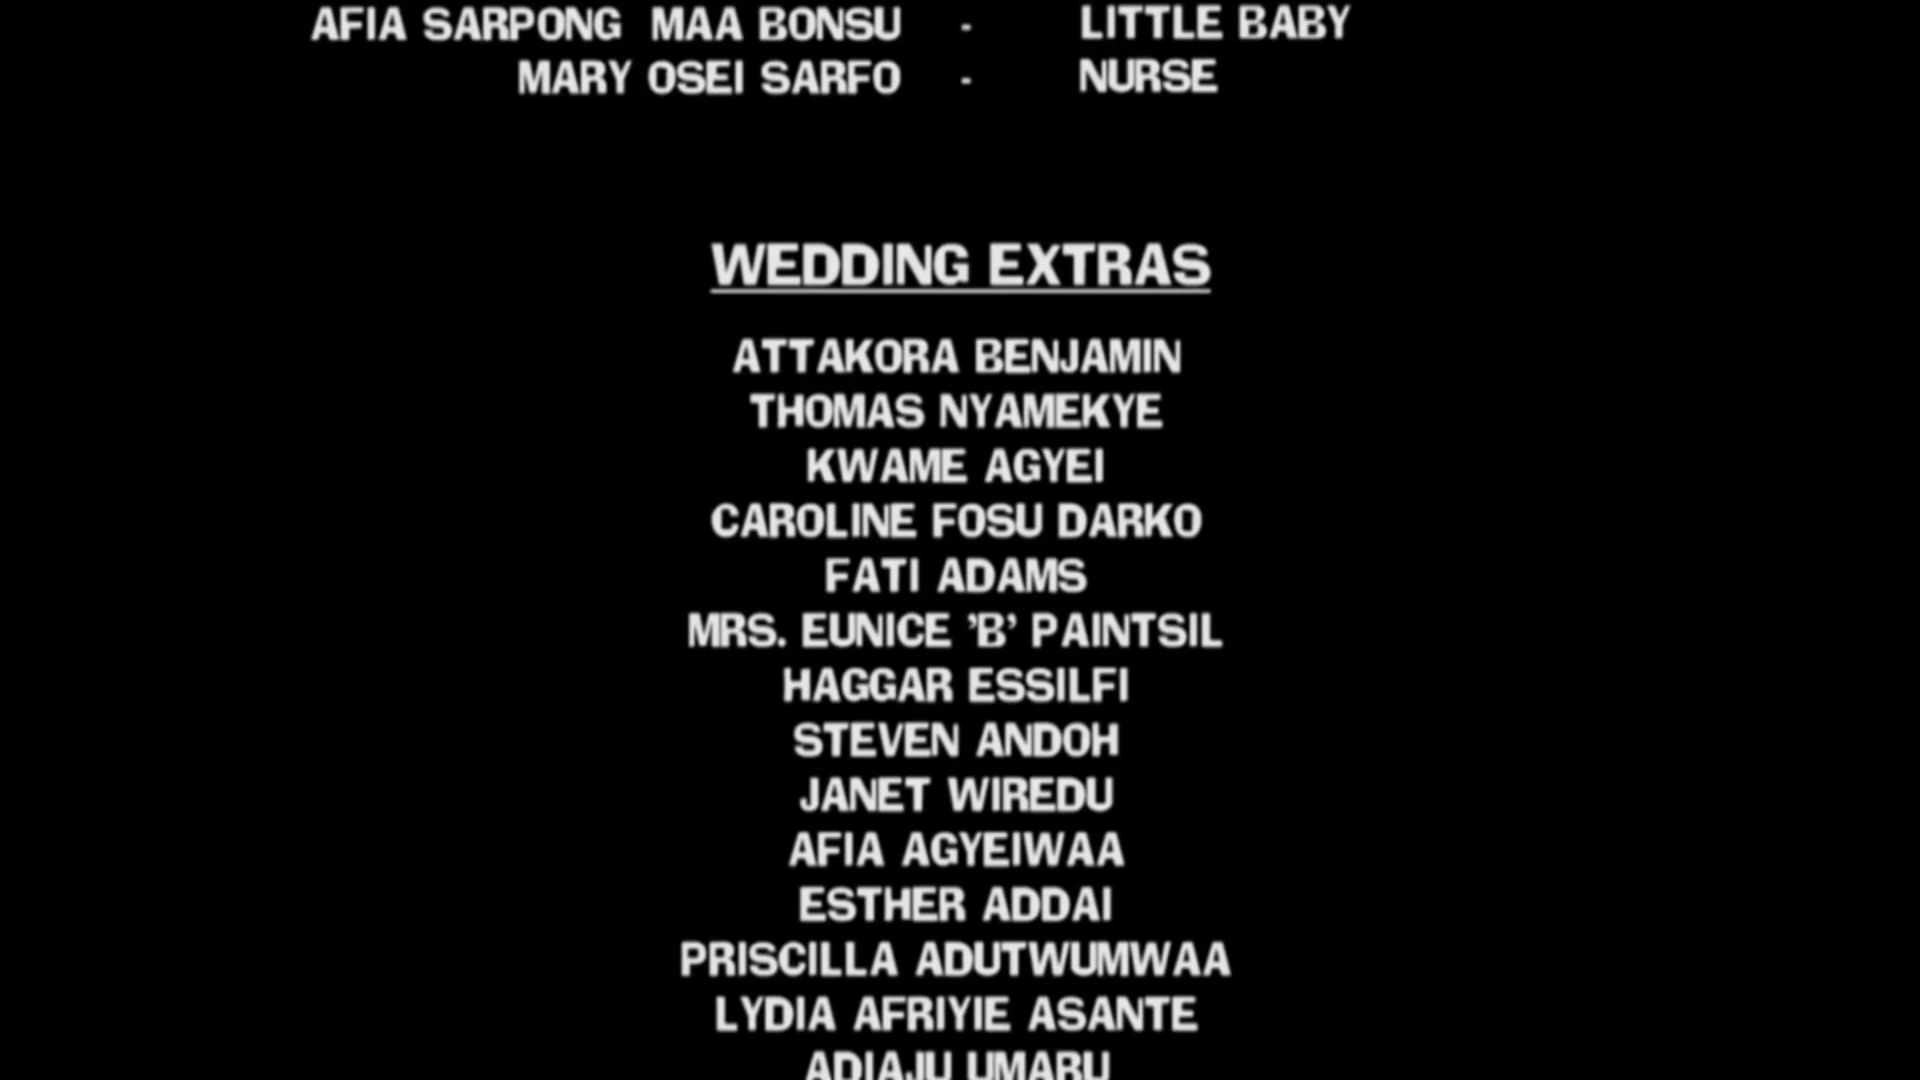 AFIA SARPONG MAA BONSU - LITTLE BABY
MARY OSEI SARFO - NURSE
WEDDING EXTRAS
ATTAKORA BENJAMIN
THOMAS NYAMEKYE
KWAME AGYEI
CAROLINE FOSU DARKO
FATI ADAMS
MRS. EUNICE 'B' PAINTSIL
HAGGAR ESSILFI
STEVEN ANDOH
JANET WIREDU
AFIA AGYEIWAA
ESTHER ADDAI
PRISCILLA ADUTWUMWAA
LYDIA AFRIYIE ASANTE
ADIAJU UMARU